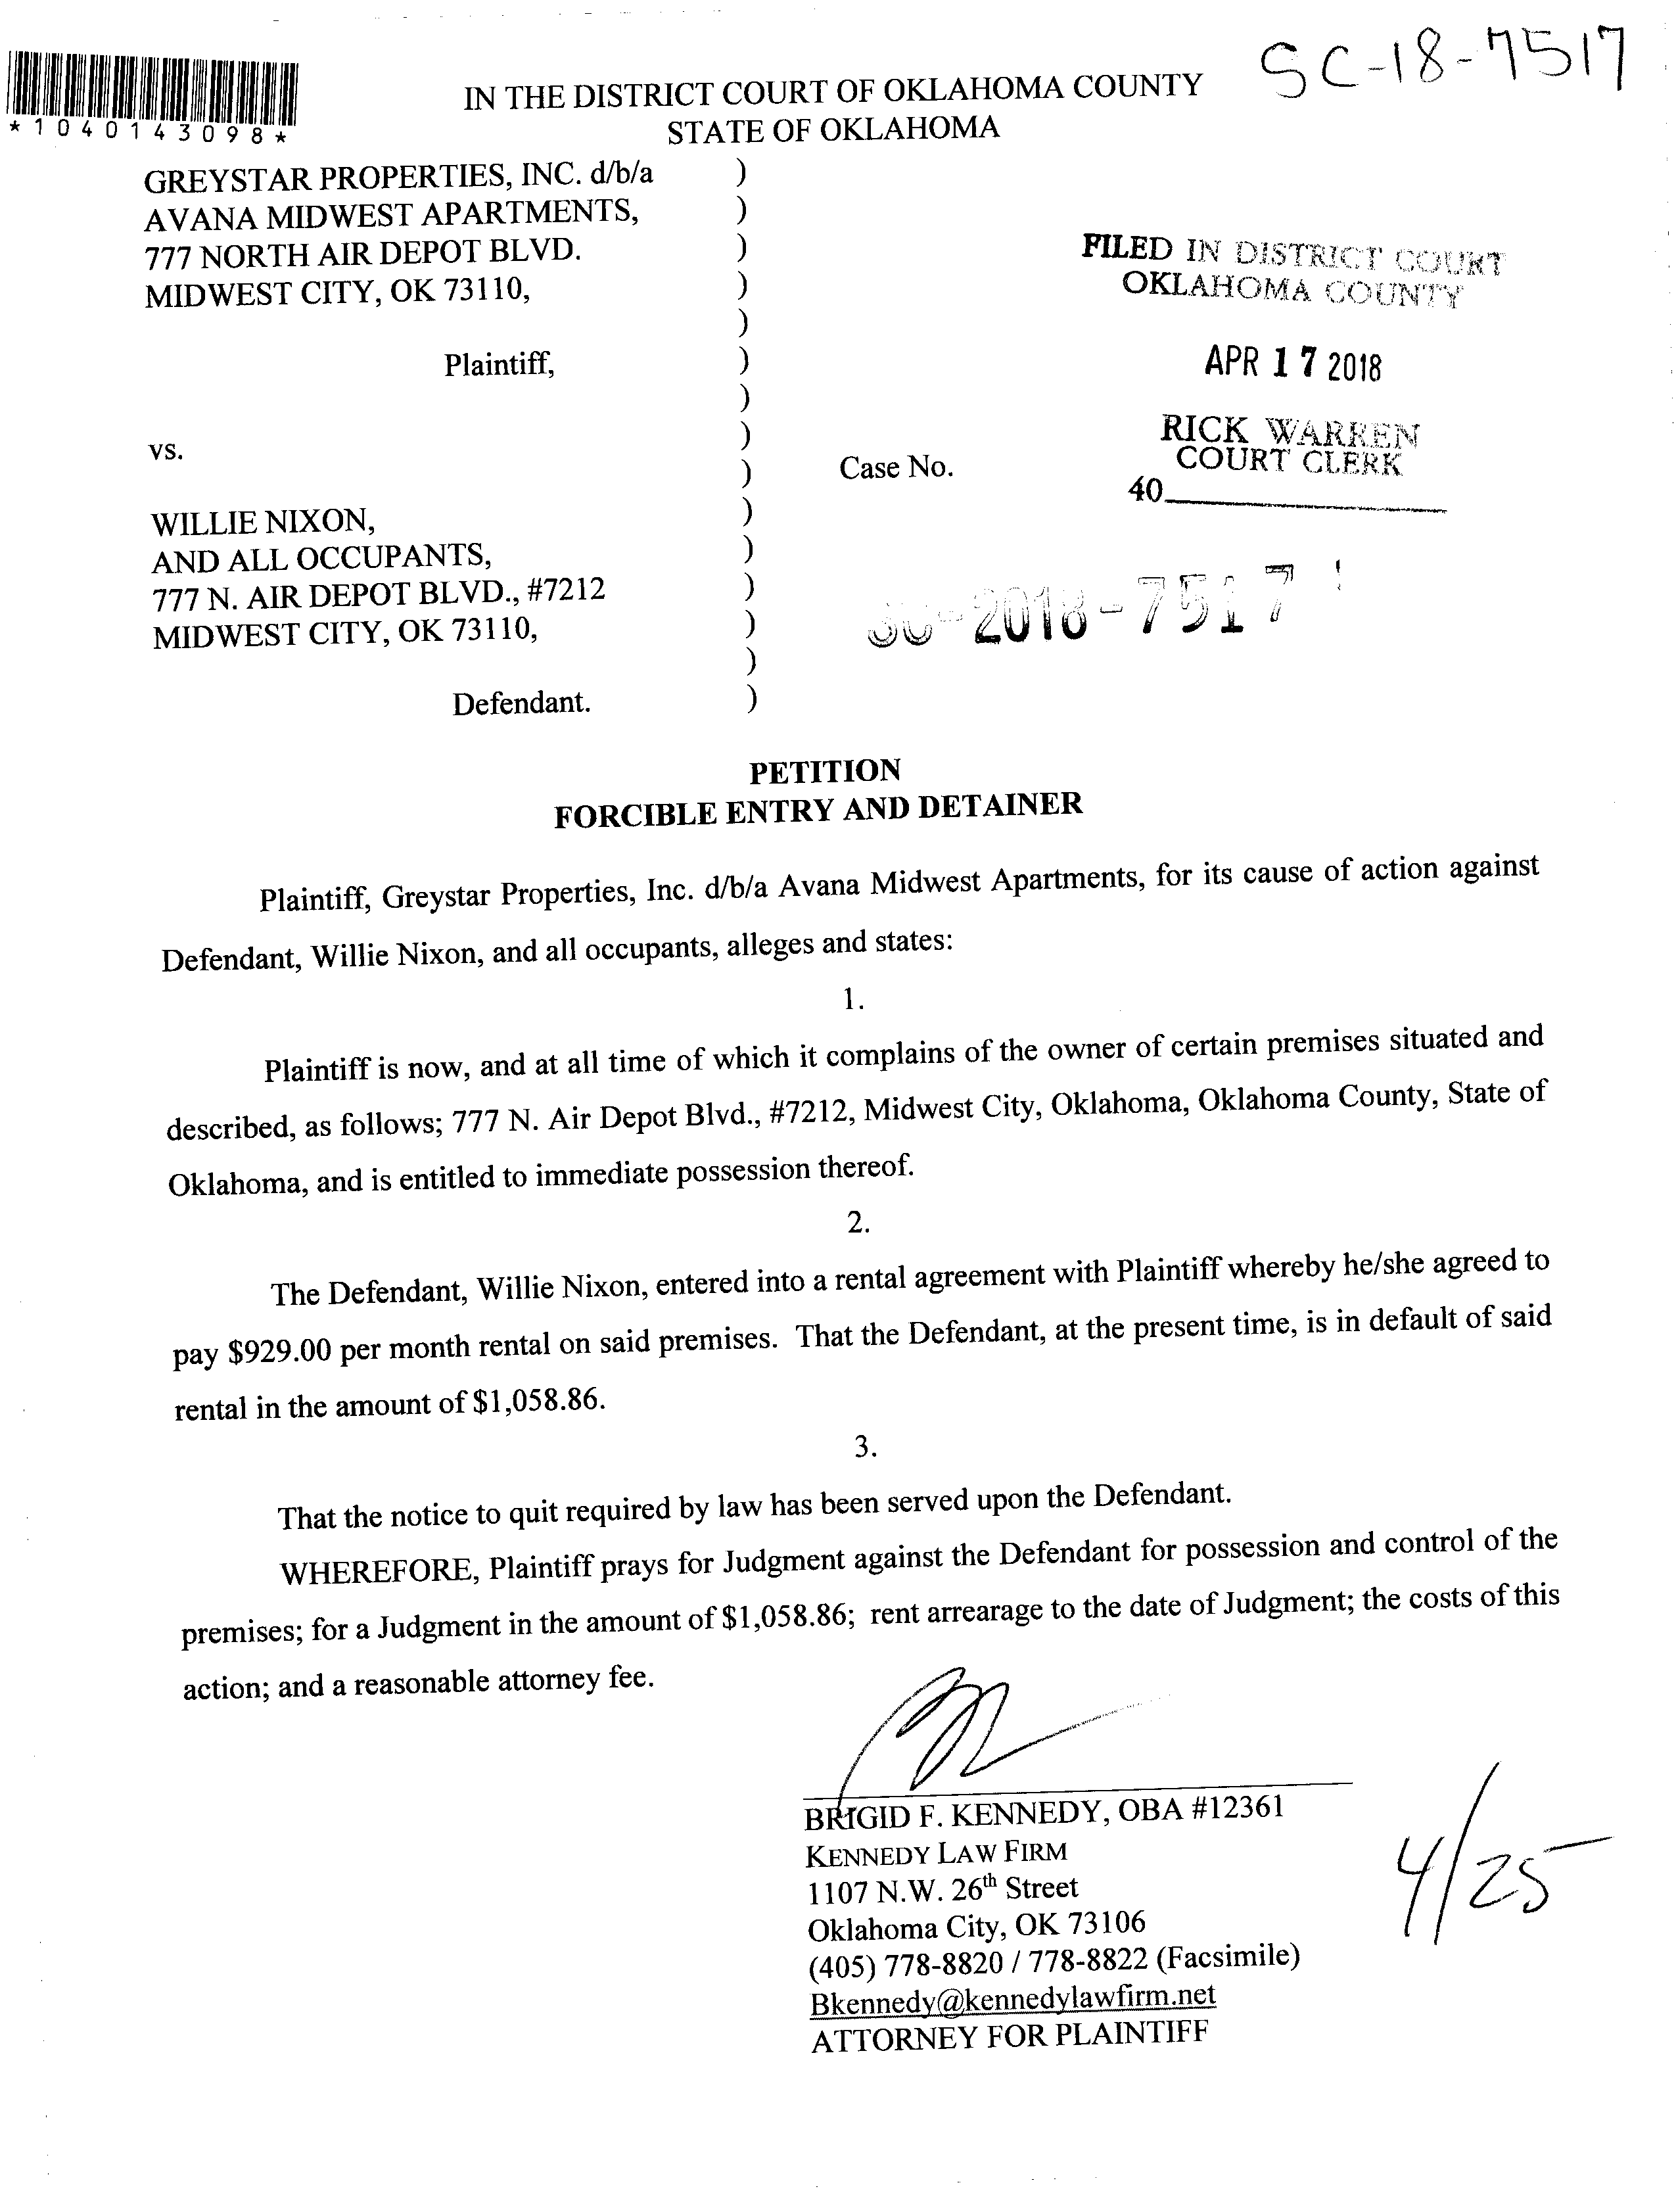 SC-18-7517
*1040143098*
IN THE DISTRICT COURT OF OKLAHOMA COUNTY
STATE OF OKLAHOMA
GREYSTAR PROPERTIES, INC. d/b/a )
AVANA MIDWEST APARTMENTS, )
777 NORTH AIR DEPOT BLVD. )
MIDWEST CITY, OK 73110, )
)
Plaintiff, )
)
vs. )
) Case No.
WILLIE NIXON, )
AND ALL OCCUPANTS, )
777 N. AIR DEPOT BLVD., #7212 )
MIDWEST CITY, OK 73110, )
)
Defendant. )
FILED IN DISTRICT COURT
OKLAHOMA COUNTY
APR 17 2018
RICK WARREN
COURT CLERK
40
SC-2018-7517
PETITION
FORCIBLE ENTRY AND DETAINER
Plaintiff, Greystar Properties, Inc. d/b/a Avana Midwest Apartments, for its cause of action against
Defendant, Willie Nixon, and all occupants, alleges and states:
1.
Plaintiff is now, and at all time of which it complains of the owner of certain premises situated and
described, as follows; 777 N. Air Depot Blvd., #7212, Midwest City, Oklahoma, Oklahoma County, State of
Oklahoma, and is entitled to immediate possession thereof.
2.
The Defendant, Willie Nixon, entered into a rental agreement with Plaintiff whereby he/she agreed to
pay $929.00 per month rental on said premises. That the Defendant, at the present time, is in default of said
rental in the amount of $1,058.86.
3.
That the notice to quit required by law has been served upon the Defendant.
WHEREFORE, Plaintiff prays for Judgment against the Defendant for possession and control of the
premises; for a Judgment in the amount of $1,058.86; rent arrearage to the date of Judgment; the costs of this
action; and a reasonable attorney fee.
BRIGID F. KENNEDY, OBA #12361
KENNEDY LAW FIRM
1107 N.W. 26th Street
Oklahoma City, OK 73106
(405) 778-8820 / 778-8822 (Facsimile)
Bkennedy@kennedylawfirm.net
ATTORNEY FOR PLAINTIFF
4/25